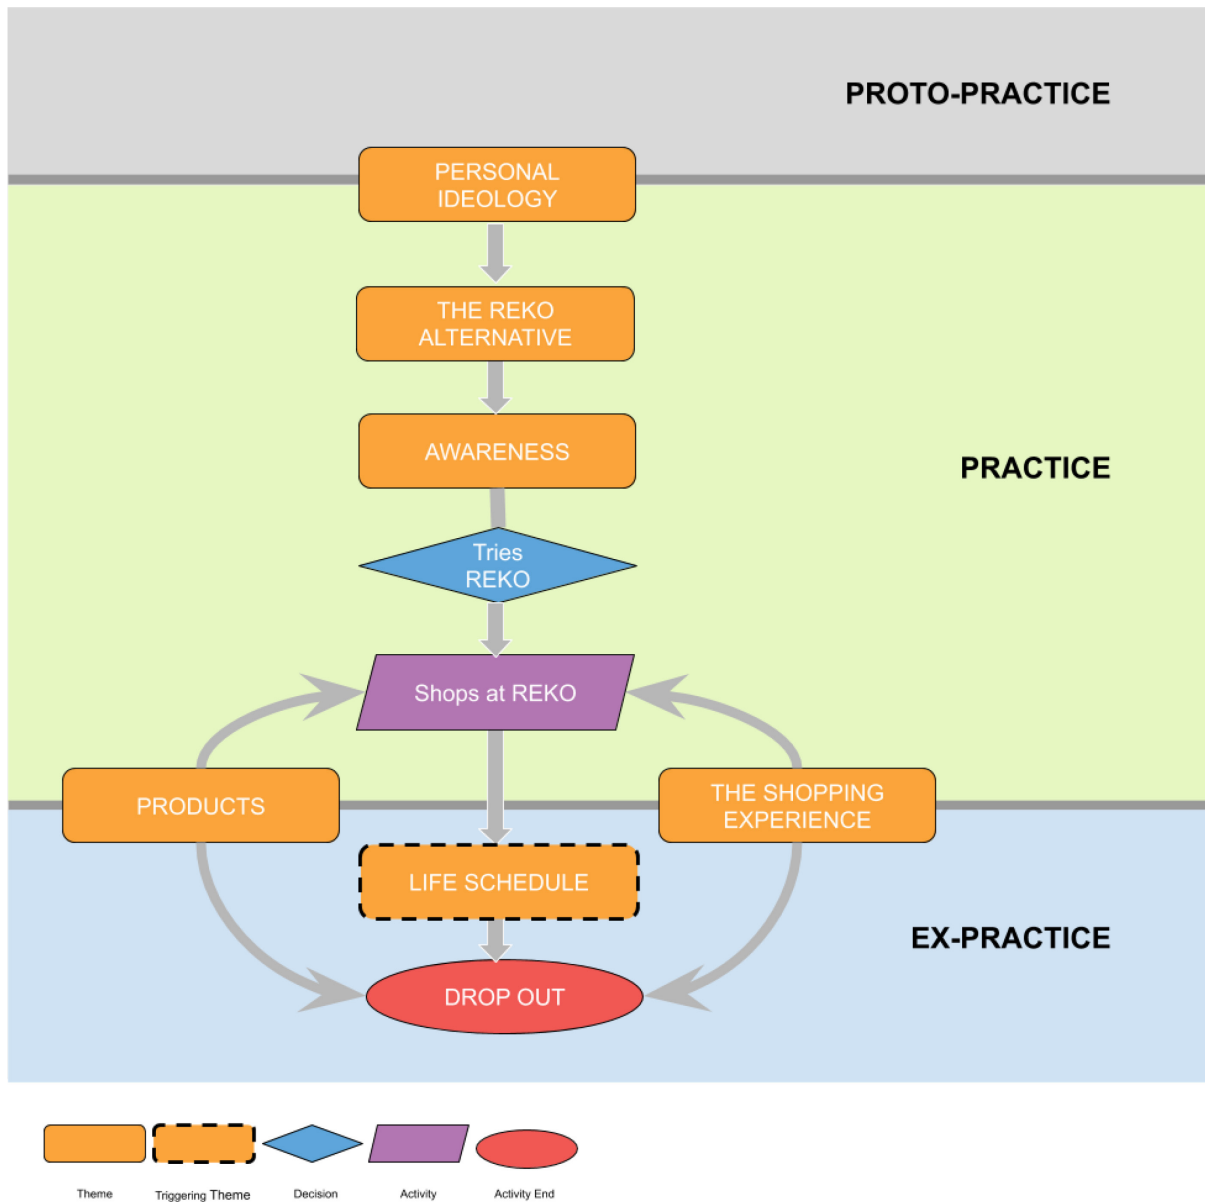 PROTO-PRACTICE
PERSONAL
IDEOLOGY
THE REKO
ALTERNATIVE
AWARENESS
PRACTICE
Tries
REKO
Shops at REKO
PRODUCTS
THE SHOPPING
EXPERIENCE
LIFE SCHEDULE
EX-PRACTICE
DROP OUT
Theme
Triggering Theme
Decision
Activity
Activity End